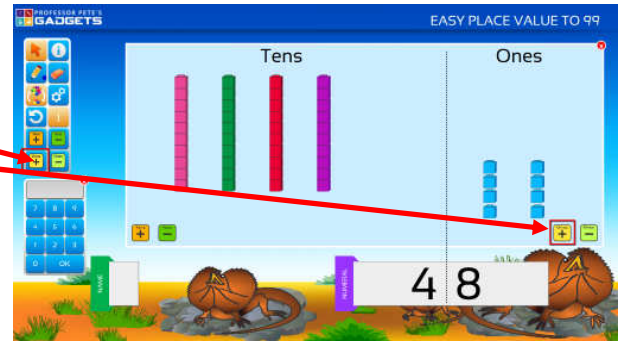 PROFESSOR PETE'S
GADGETS
EASY PLACE VALUE TO 99
Tens
Ones
7 8 9
4 5 6
1 2 3
0 OK
NAME
NUMERAL
4 8